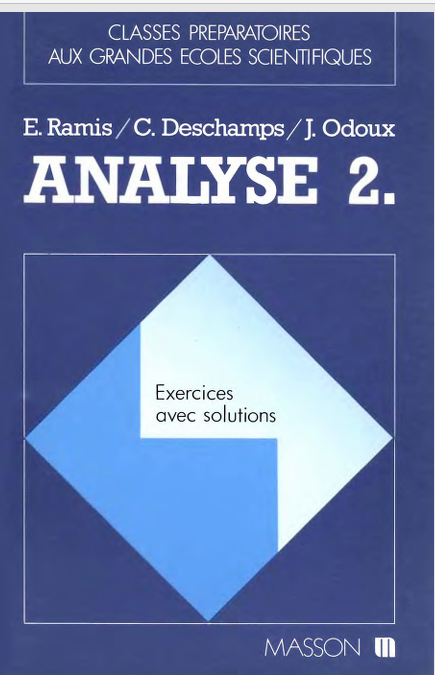 CLASSES PREPARATOIRES
AUX GRANDES ECOLES SCIENTIFIQUES
E. Ramis / C. Deschamps / J. Odoux
ANALYSE 2.
Exercices
avec solutions
MASSON m